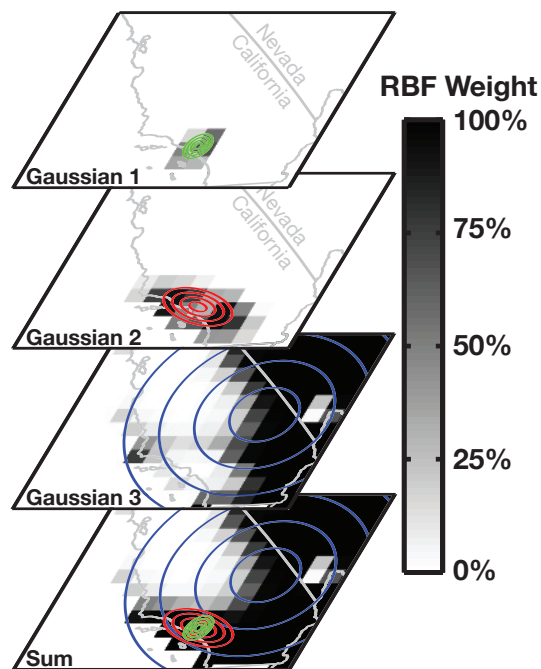 Nevada
California
Gaussian 1
Nevada
California
Gaussian 2
Gaussian 3
Sum
RBF Weight
100%
75%
50%
25%
0%